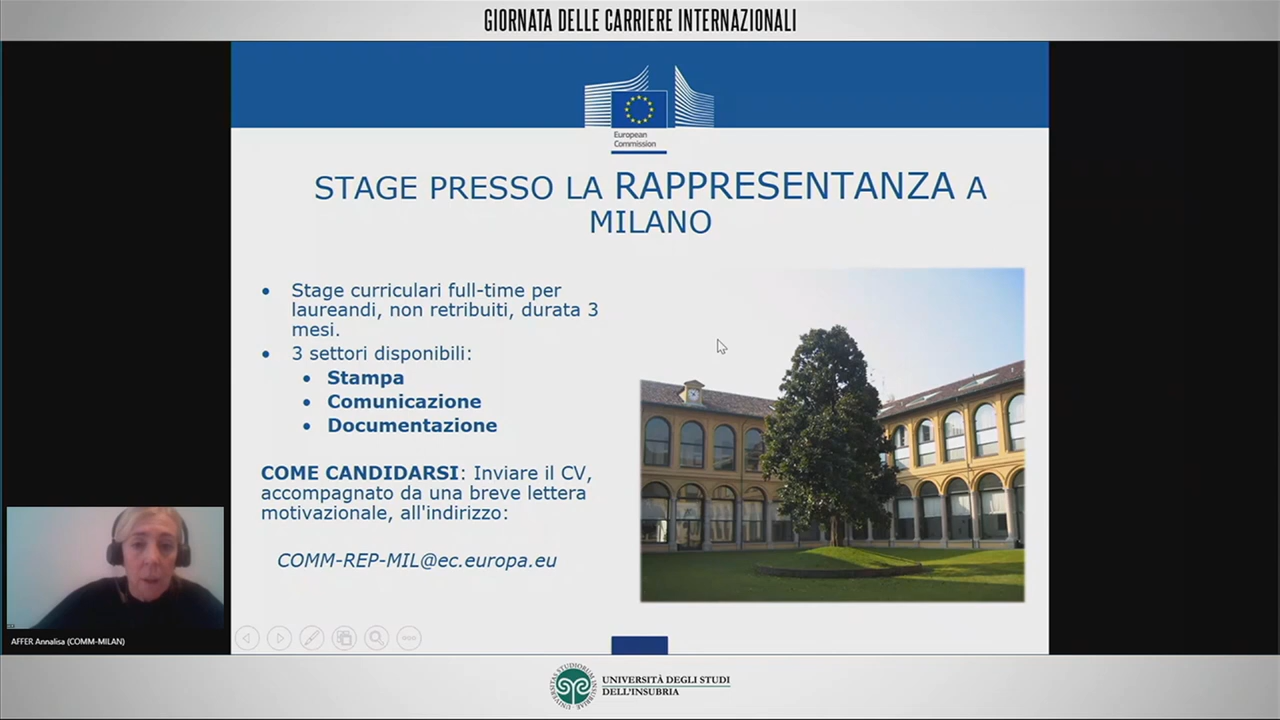 GIORNATA DELLE CARRIERE INTERNAZIONALI
European
Commission
STAGE PRESSO LA RAPPRESENTANZA A
MILANO
• Stage curriculari full-time per
laureandi, non retribuiti, durata 3
mesi.
• 3 settori disponibili:
• Stampa
• Comunicazione
• Documentazione
COME CANDIDARSI: Inviare il CV,
accompagnato da una breve lettera
motivazionale, all'indirizzo:
COMM-REP-MIL@ec.europa.eu
AFFER Annalisa (COMM-MILAN)
UNIVERSITÀ DEGLI STUDI
DELL'INSUBRIA